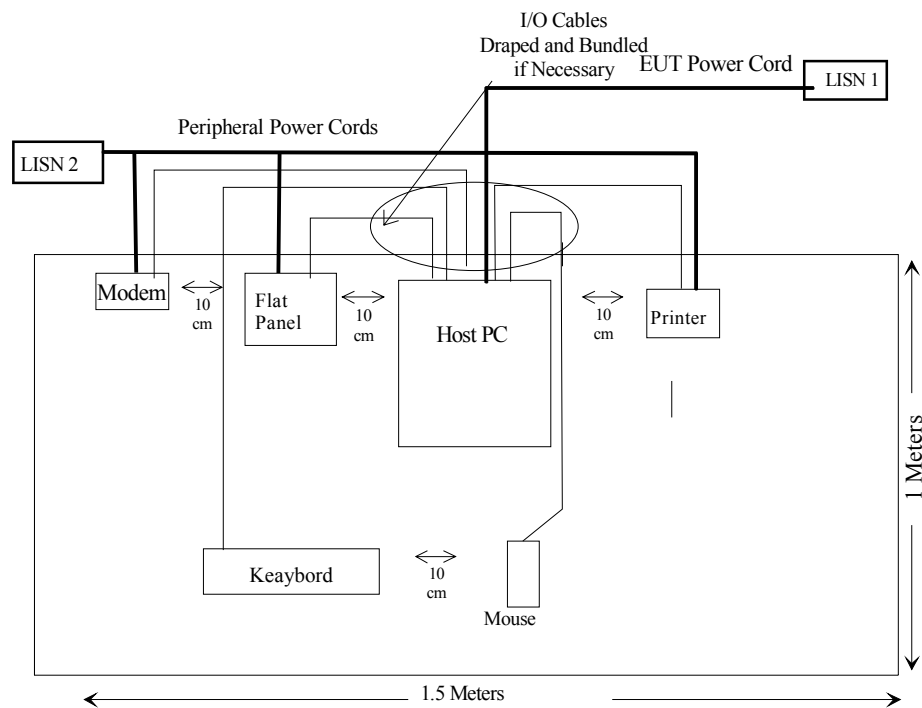 I/O Cables
Draped and Bundled
if Necessary
EUT Power Cord
LISN 1
Peripheral Power Cords
LISN 2
Modem
10
cm
Flat
Panel
10
cm
Host PC
10
cm
Printer
1 Meters
Keaybord
10
cm
Mouse
1.5 Meters